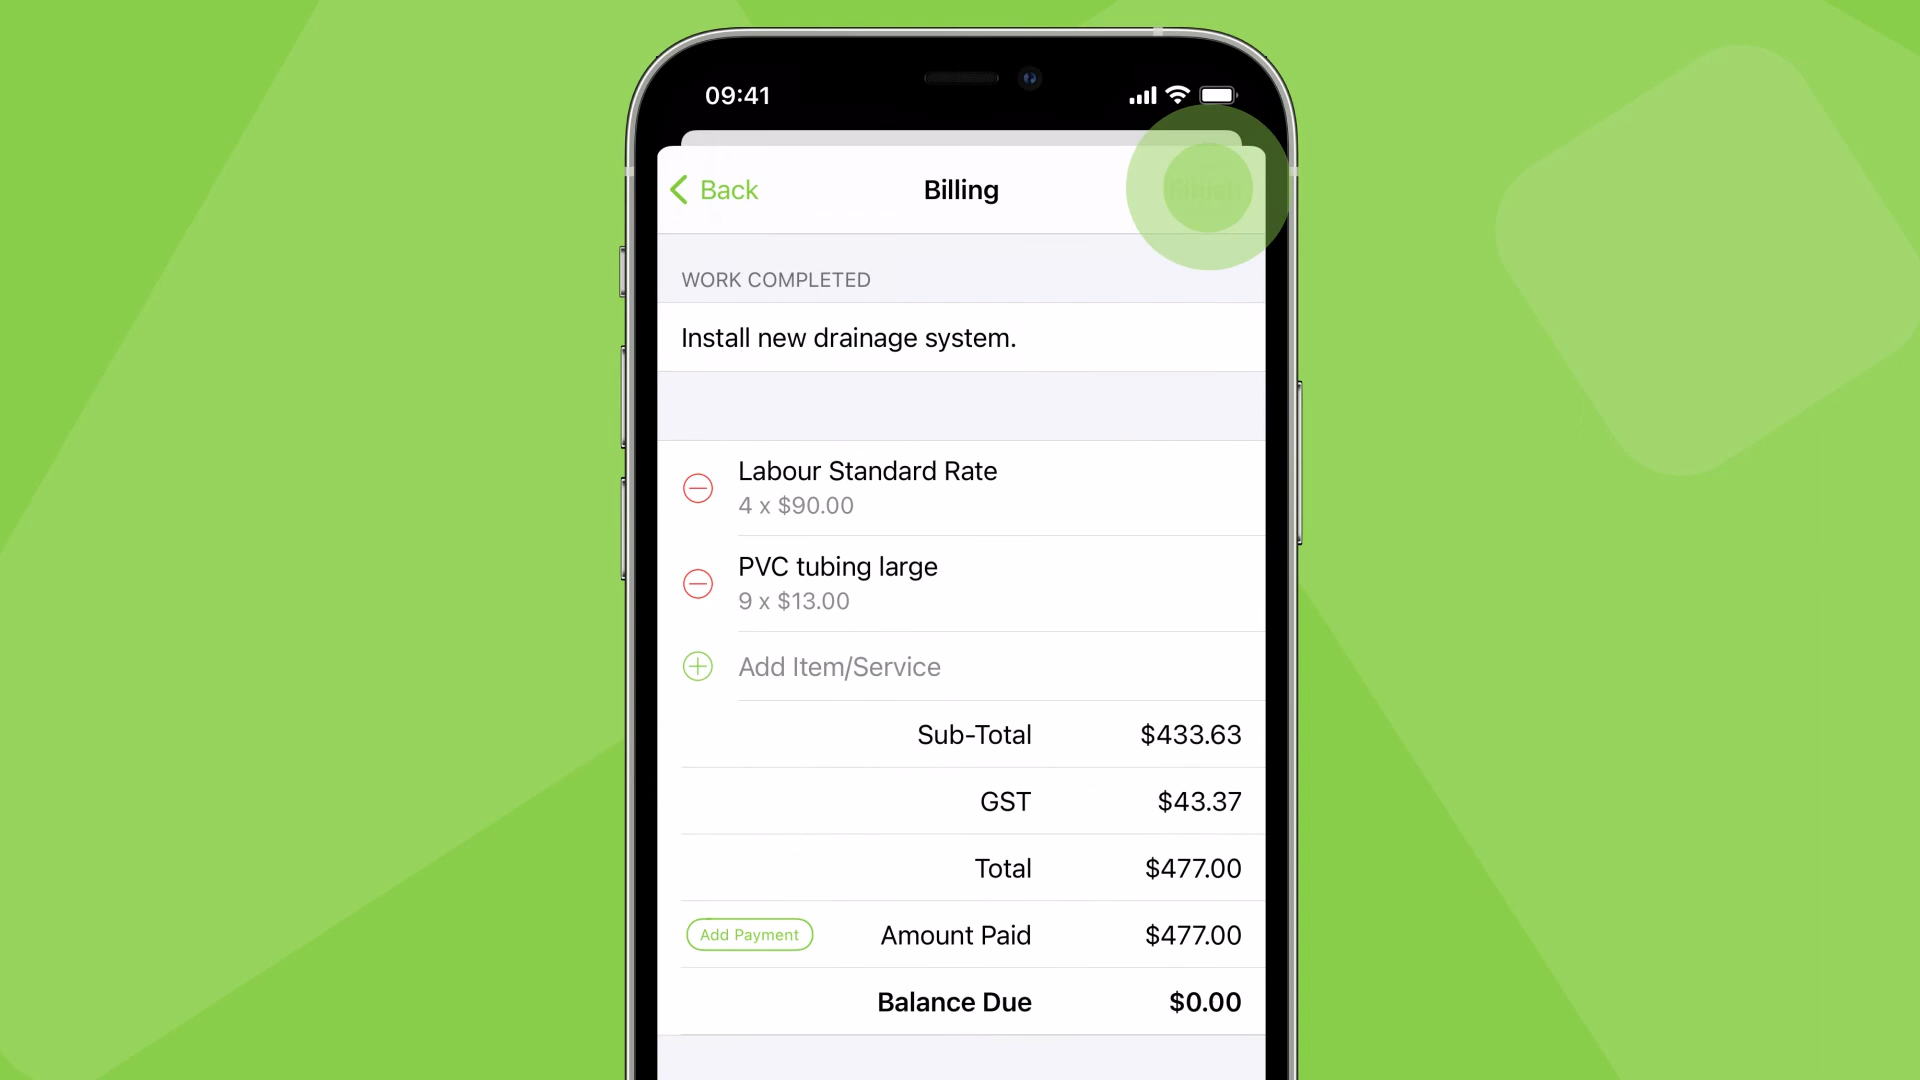 09:41
Back
Billing
WORK COMPLETED
Install new drainage system.
Labour Standard Rate
4 x $90.00
PVC tubing large
9 x $13.00
Add Item/Service
Sub-Total $433.63
GST $43.37
Total $477.00
Add Payment Amount Paid $477.00
Balance Due $0.00